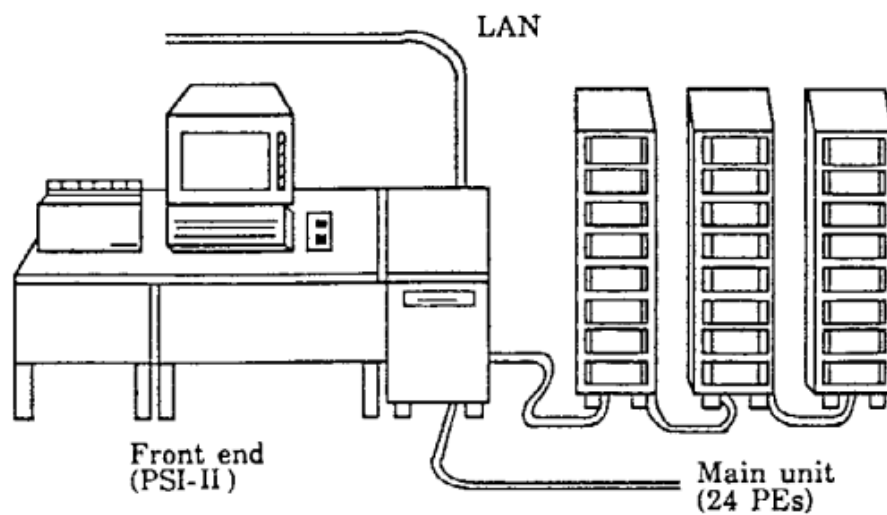 LAN
Front end
(PSI-II)
Main unit
(24 PEs)